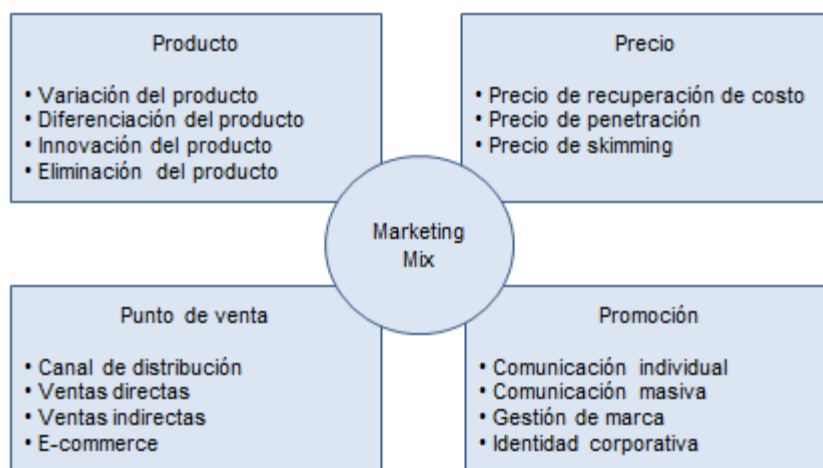 Producto
• Variación del producto
• Diferenciación del producto
• Innovación del producto
• Eliminación del producto
Precio
• Precio de recuperación de costo
• Precio de penetración
• Precio de skimming
Marketing
Mix
Punto de venta
• Canal de distribución
• Ventas directas
• Ventas indirectas
• E-commerce
Promoción
• Comunicación individual
• Comunicación masiva
• Gestión de marca
• Identidad corporativa